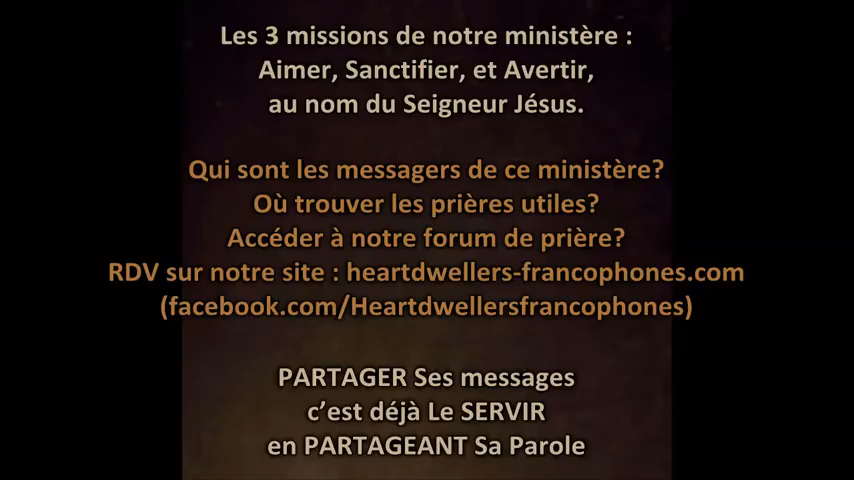 Les 3 missions de notre ministère :
Aimer, Sanctifier, et Avertir,
au nom du Seigneur Jésus.
Qui sont les messagers de ce ministère?
Où trouver les prières utiles?
Accéder à notre forum de prière?
RDV sur notre site : heartdwellers-francophones.com
(facebook.com/Heartdwellersfrancophones)
PARTAGER Ses messages
c’est déjà Le SERVIR
en PARTAGEANT Sa Parole